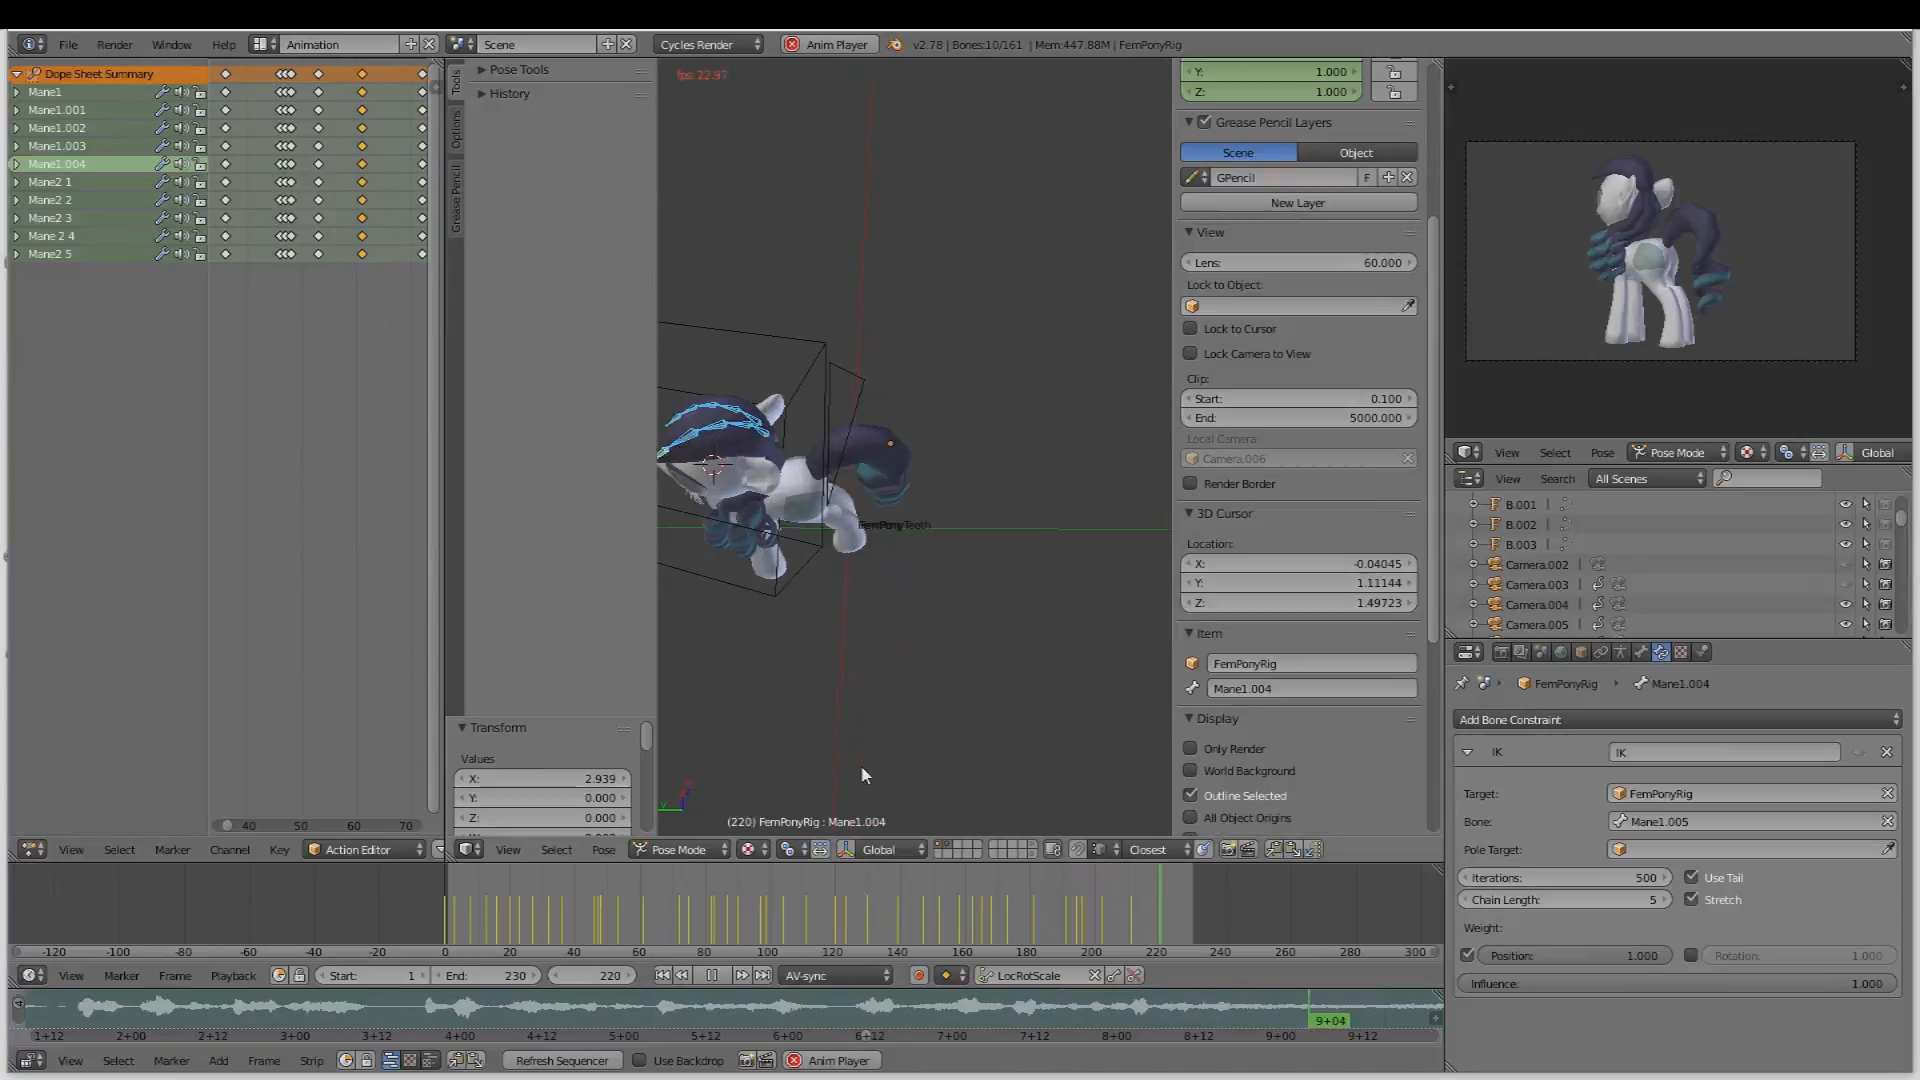 File Render Window Help Animation Scene Cycles Render Anim Player v2.78 | Bones:10/161 | Mem:447.88M | FemPonyRig
Dope Sheet Summary
Mane1
Mane1.001
Mane1.002
Mane1.003
Mane1.004
Mane2 1
Mane2 2
Mane2 3
Mane 2 4
Mane2 5
40 50 60 70
View Select Marker Channel Key Action Editor
Tools
Options
Grease Pencil
Pose Tools
History
Transform
Values
X: 2.939
Y: 0.000
Z: 0.000
fps: 22.97
(220) FemPonyRig : Mane1.004
View Select Pose Pose Mode Global Closest
Y: 1.000
Z: 1.000
Grease Pencil Layers
Scene Object
GPencil F
New Layer
View
Lens: 60.000
Lock to Object:
Lock to Cursor
Lock Camera to View
Clip:
Start: 0.100
End: 5000.000
Local Camera:
Camera.006
Render Border
3D Cursor
Location:
X: -0.04045
Y: 1.11144
Z: 1.49723
Item
FemPonyRig
Mane1.004
Display
Only Render
World Background
Outline Selected
All Object Origins
View Select Pose Pose Mode Global
View Search All Scenes
B.001
B.002
B.003
Camera.002
Camera.003
Camera.004
Camera.005
FemPonyRig Mane1.004
Add Bone Constraint
IK IK
Target: FemPonyRig
Bone: Mane1.005
Pole Target:
Iterations: 500 Use Tail
Chain Length: 5 Stretch
Weight:
Position: 1.000 Rotation: 1.000
Influence: 1.000
-120 -100 -80 -60 -40 -20 0 20 40 60 80 100 120 140 160 180 200 220 240 260 280 300
View Marker Frame Playback Start: 1 End: 230 220 AV-sync LocRotScale
4
9+04
1+12 2+00 2+12 3+00 3+12 4+00 4+12 5+00 5+12 6+00 6+12 7+00 7+12 8+00 8+12 9+00 9+12
View Select Marker Add Frame Strip Refresh Sequencer Use Backdrop Anim Player